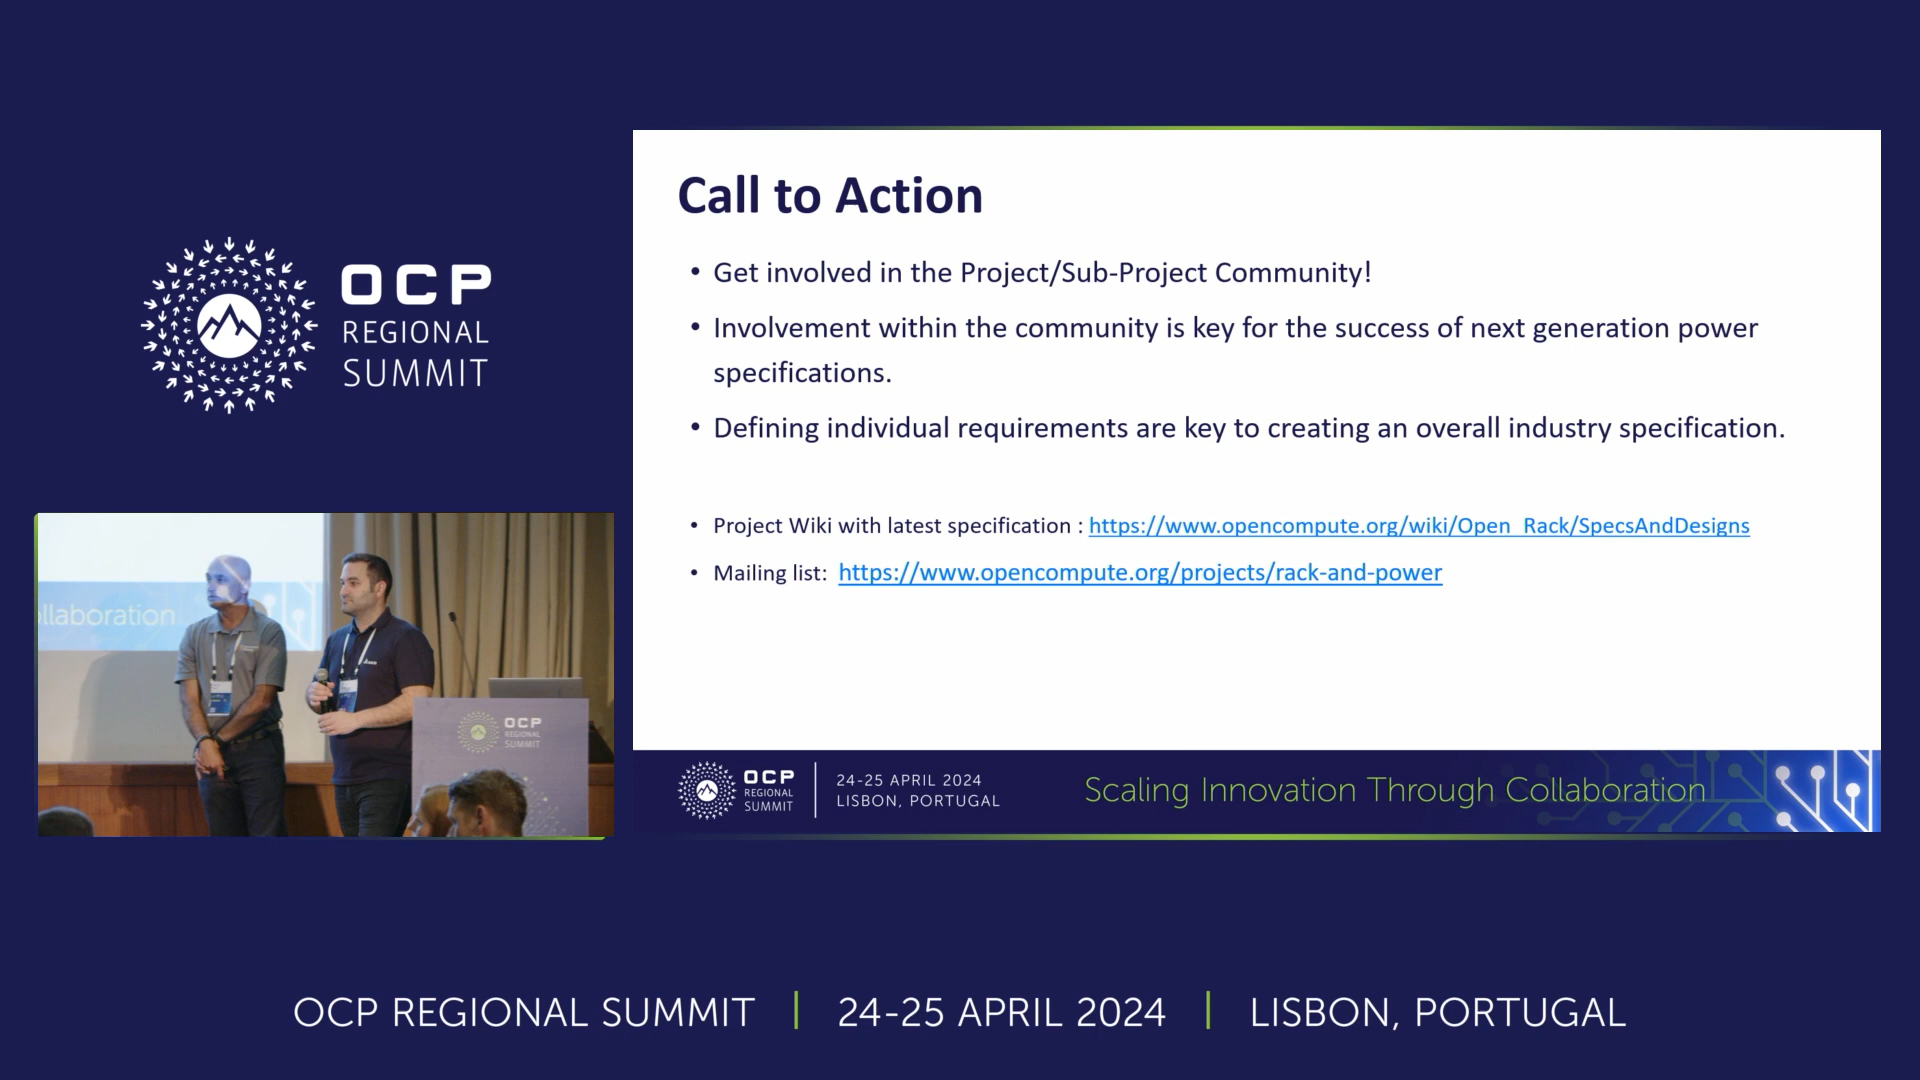 OCP
REGIONAL
SUMMIT
Call to Action
• Get involved in the Project/Sub-Project Community!
• Involvement within the community is key for the success of next generation power
specifications.
• Defining individual requirements are key to creating an overall industry specification.
• Project Wiki with latest specification : https://www.opencompute.org/wiki/Open_Rack/SpecsAndDesigns
• Mailing list: https://www.opencompute.org/projects/rack-and-power
llaboration
OCP
REGIONAL
SUMMIT
OCP
REGIONAL
SUMMIT
24-25 APRIL 2024
LISBON, PORTUGAL
Scaling Innovation Through Collaboration
OCP REGIONAL SUMMIT | 24-25 APRIL 2024 | LISBON, PORTUGAL